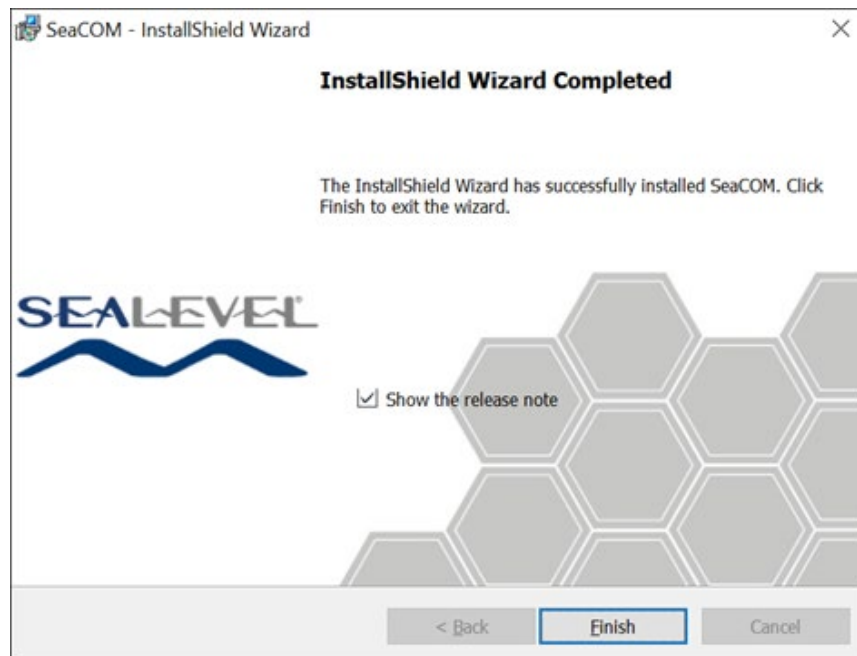 SeaCOM - InstallShield Wizard
InstallShield Wizard Completed
The InstallShield Wizard has successfully installed SeaCOM. Click
Finish to exit the wizard.
SEALEVEL®
Show the release note
< Back
Finish
Cancel